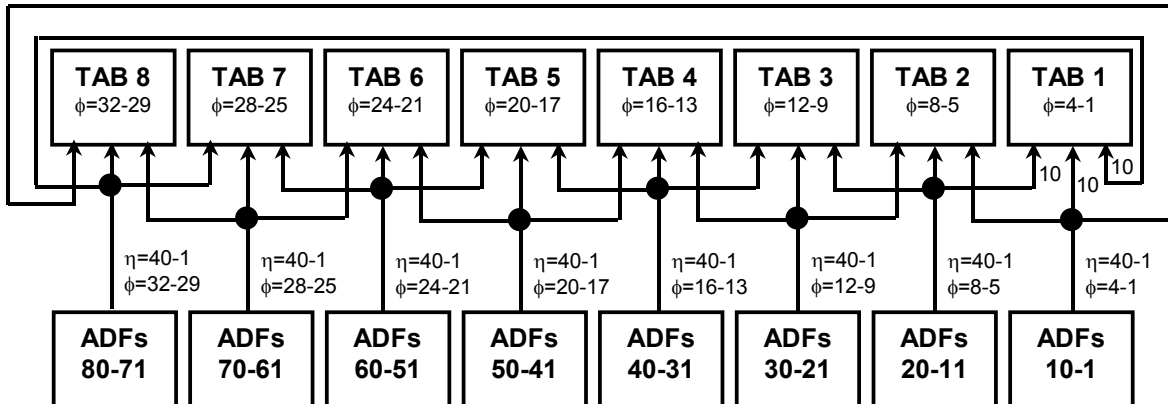 TAB 8
ϕ=32-29
TAB 7
ϕ=28-25
TAB 6
ϕ=24-21
TAB 5
ϕ=20-17
TAB 4
ϕ=16-13
TAB 3
ϕ=12-9
TAB 2
ϕ=8-5
TAB 1
ϕ=4-1
10
10
10
η=40-1
ϕ=32-29
η=40-1
ϕ=28-25
η=40-1
ϕ=24-21
η=40-1
ϕ=20-17
η=40-1
ϕ=16-13
η=40-1
ϕ=12-9
η=40-1
ϕ=8-5
η=40-1
ϕ=4-1
ADFs
80-71
ADFs
70-61
ADFs
60-51
ADFs
50-41
ADFs
40-31
ADFs
30-21
ADFs
20-11
ADFs
10-1